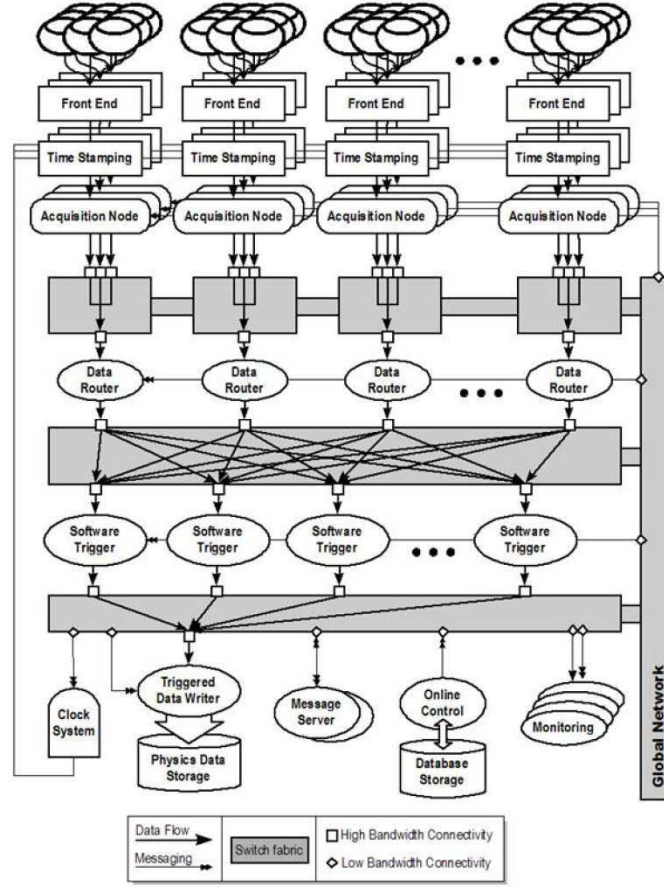 Front End
Front End
Front End
Front End
Time Stamping
Time Stamping
Time Stamping
Time Stamping
Acquisition Node
Acquisition Node
Acquisition Node
Acquisition Node
Data
Router
Data
Router
Data
Router
Data
Router
Software
Trigger
Software
Trigger
Software
Trigger
Software
Trigger
Clock
System
Triggered
Data Writer
Physics Data
Storage
Message
Server
Online
Control
Database
Storage
Monitoring
Global Network
Data Flow
Messaging
Switch fabric
High Bandwidth Connectivity
Low Bandwidth Connectivity